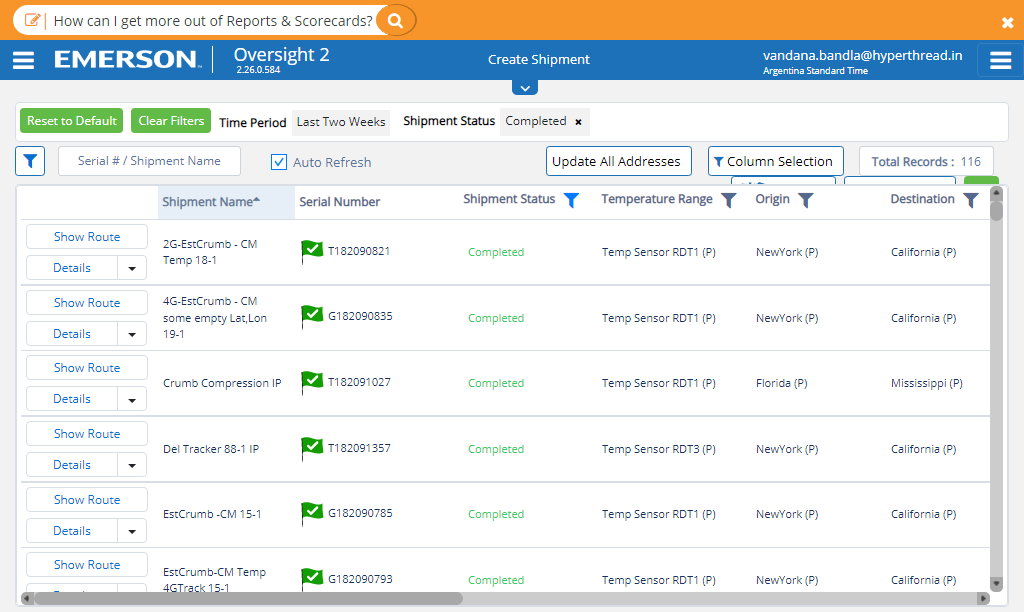 How can I get more out of Reports & Scorecards?
EMERSON
Oversight 2
2.26.0.584
Create Shipment
vandana.bandla@hyperthread.in
Argentina Standard Time
Reset to Default
Clear Filters
Time Period
Last Two Weeks
Shipment Status
Completed ×
Serial # / Shipment Name
Auto Refresh
Update All Addresses
Column Selection
Total Records : 116
Shipment Name
Serial Number
Shipment Status
Temperature Range
Origin
Destination
Show Route
Details
2G-EstCrumb - CM
Temp 18-1
T182090821
Completed
Temp Sensor RDT1 (P)
NewYork (P)
California (P)
Show Route
Details
4G-EstCrumb - CM
some empty Lat,Lon
19-1
G182090835
Completed
Temp Sensor RDT1 (P)
NewYork (P)
California (P)
Show Route
Details
Crumb Compression IP
T182091027
Completed
Temp Sensor RDT1 (P)
Florida (P)
Mississippi (P)
Show Route
Details
Del Tracker 88-1 IP
T182091357
Completed
Temp Sensor RDT3 (P)
NewYork (P)
California (P)
Show Route
Details
EstCrumb -CM 15-1
G182090785
Completed
Temp Sensor RDT1 (P)
NewYork (P)
California (P)
Show Route
EstCrumb-CM Temp
4GTrack 15-1
G182090793
Completed
Temp Sensor RDT1 (P)
NewYork (P)
California (P)